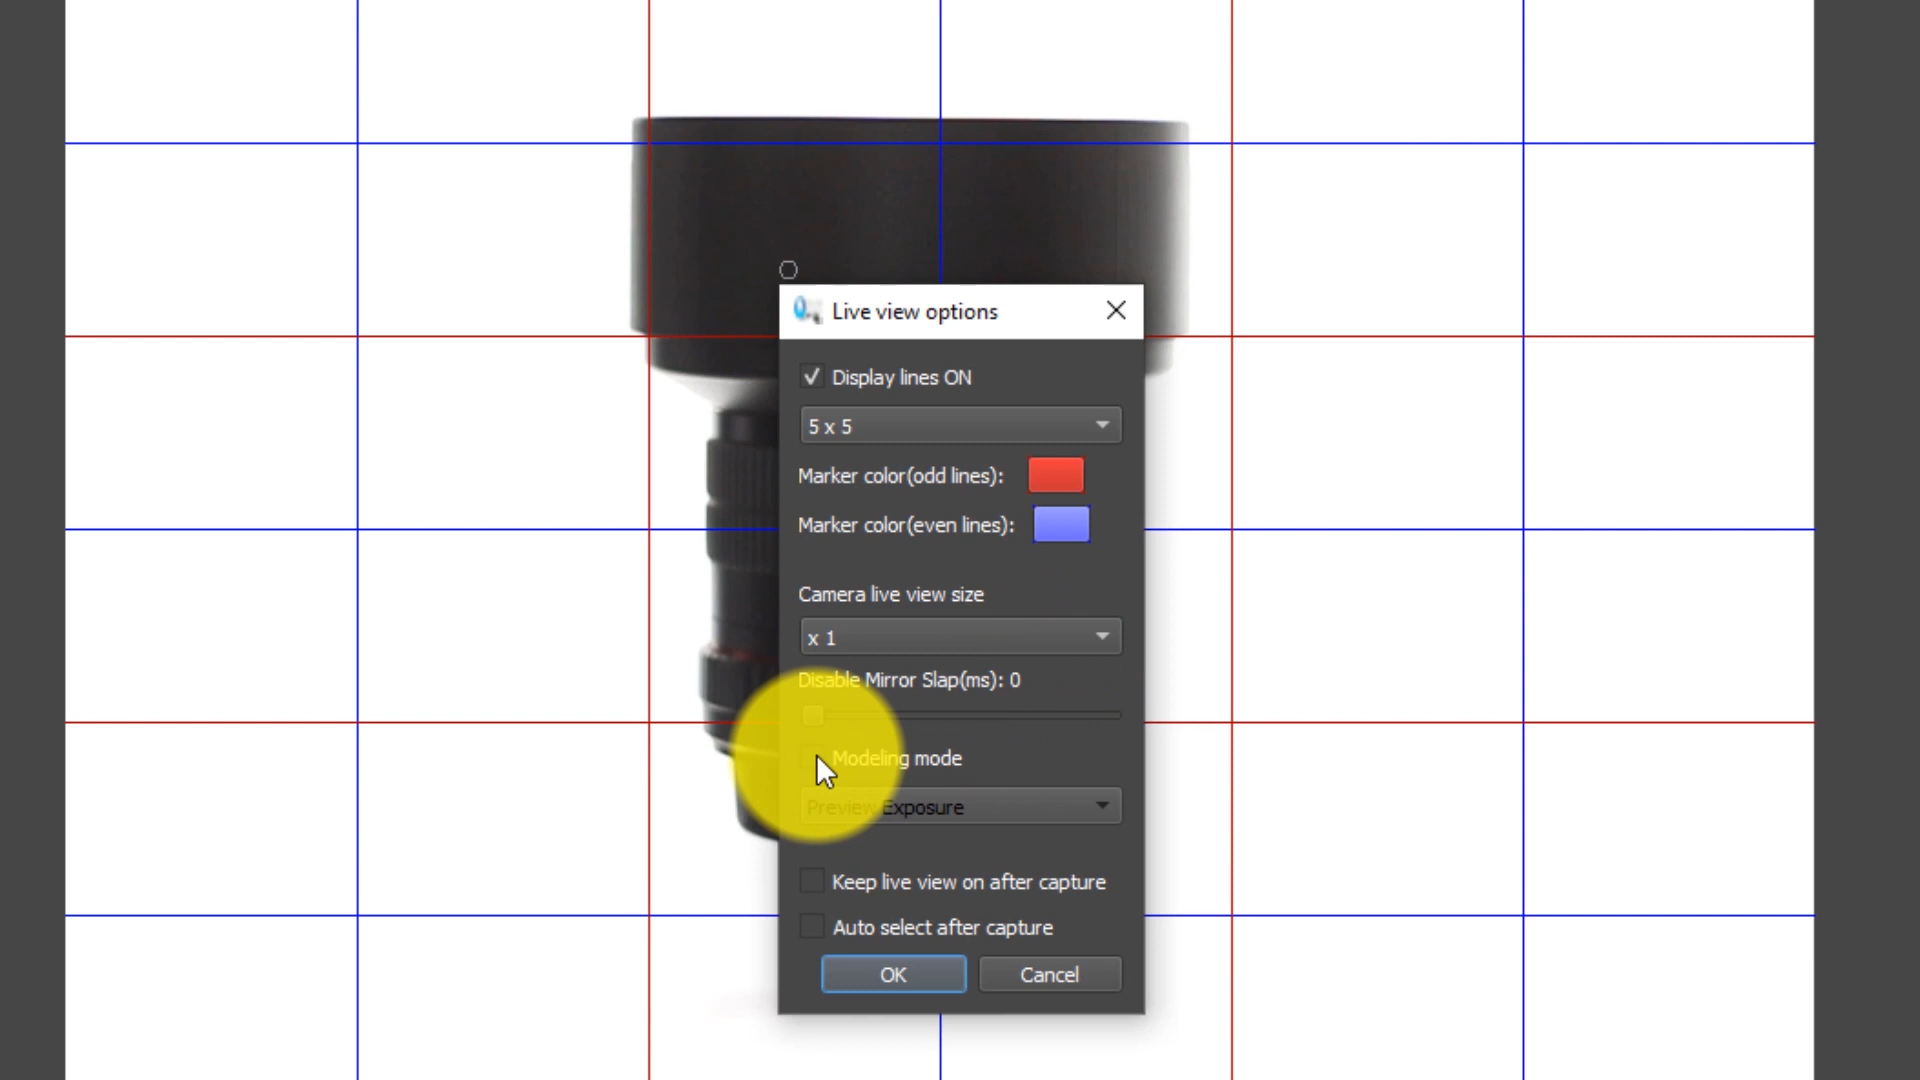 Live view options
Display lines ON
5 x 5
Marker color(odd lines):
Marker color(even lines):
Camera live view size
x 1
Disable Mirror Slap(ms): 0
Modeling mode
Preview Exposure
Keep live view on after capture
Auto select after capture
OK
Cancel